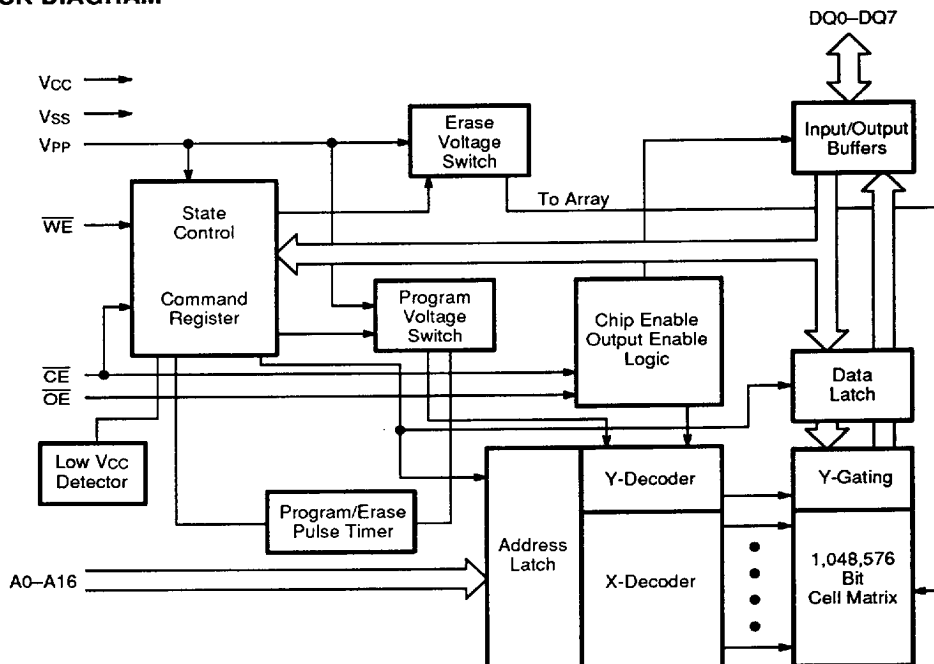 DQ0–DQ7
VCC
VSS
VPP
Erase
Voltage
Switch
Input/Output
Buffers
To Array
WE
State
Control
Command
Register
Program
Voltage
Switch
Chip Enable
Output Enable
Logic
CE
OE
Data
Latch
Low VCC
Detector
Program/Erase
Pulse Timer
Address
Latch
Y-Decoder
Y-Gating
X-Decoder
1,048,576
Bit
Cell Matrix
A0–A16